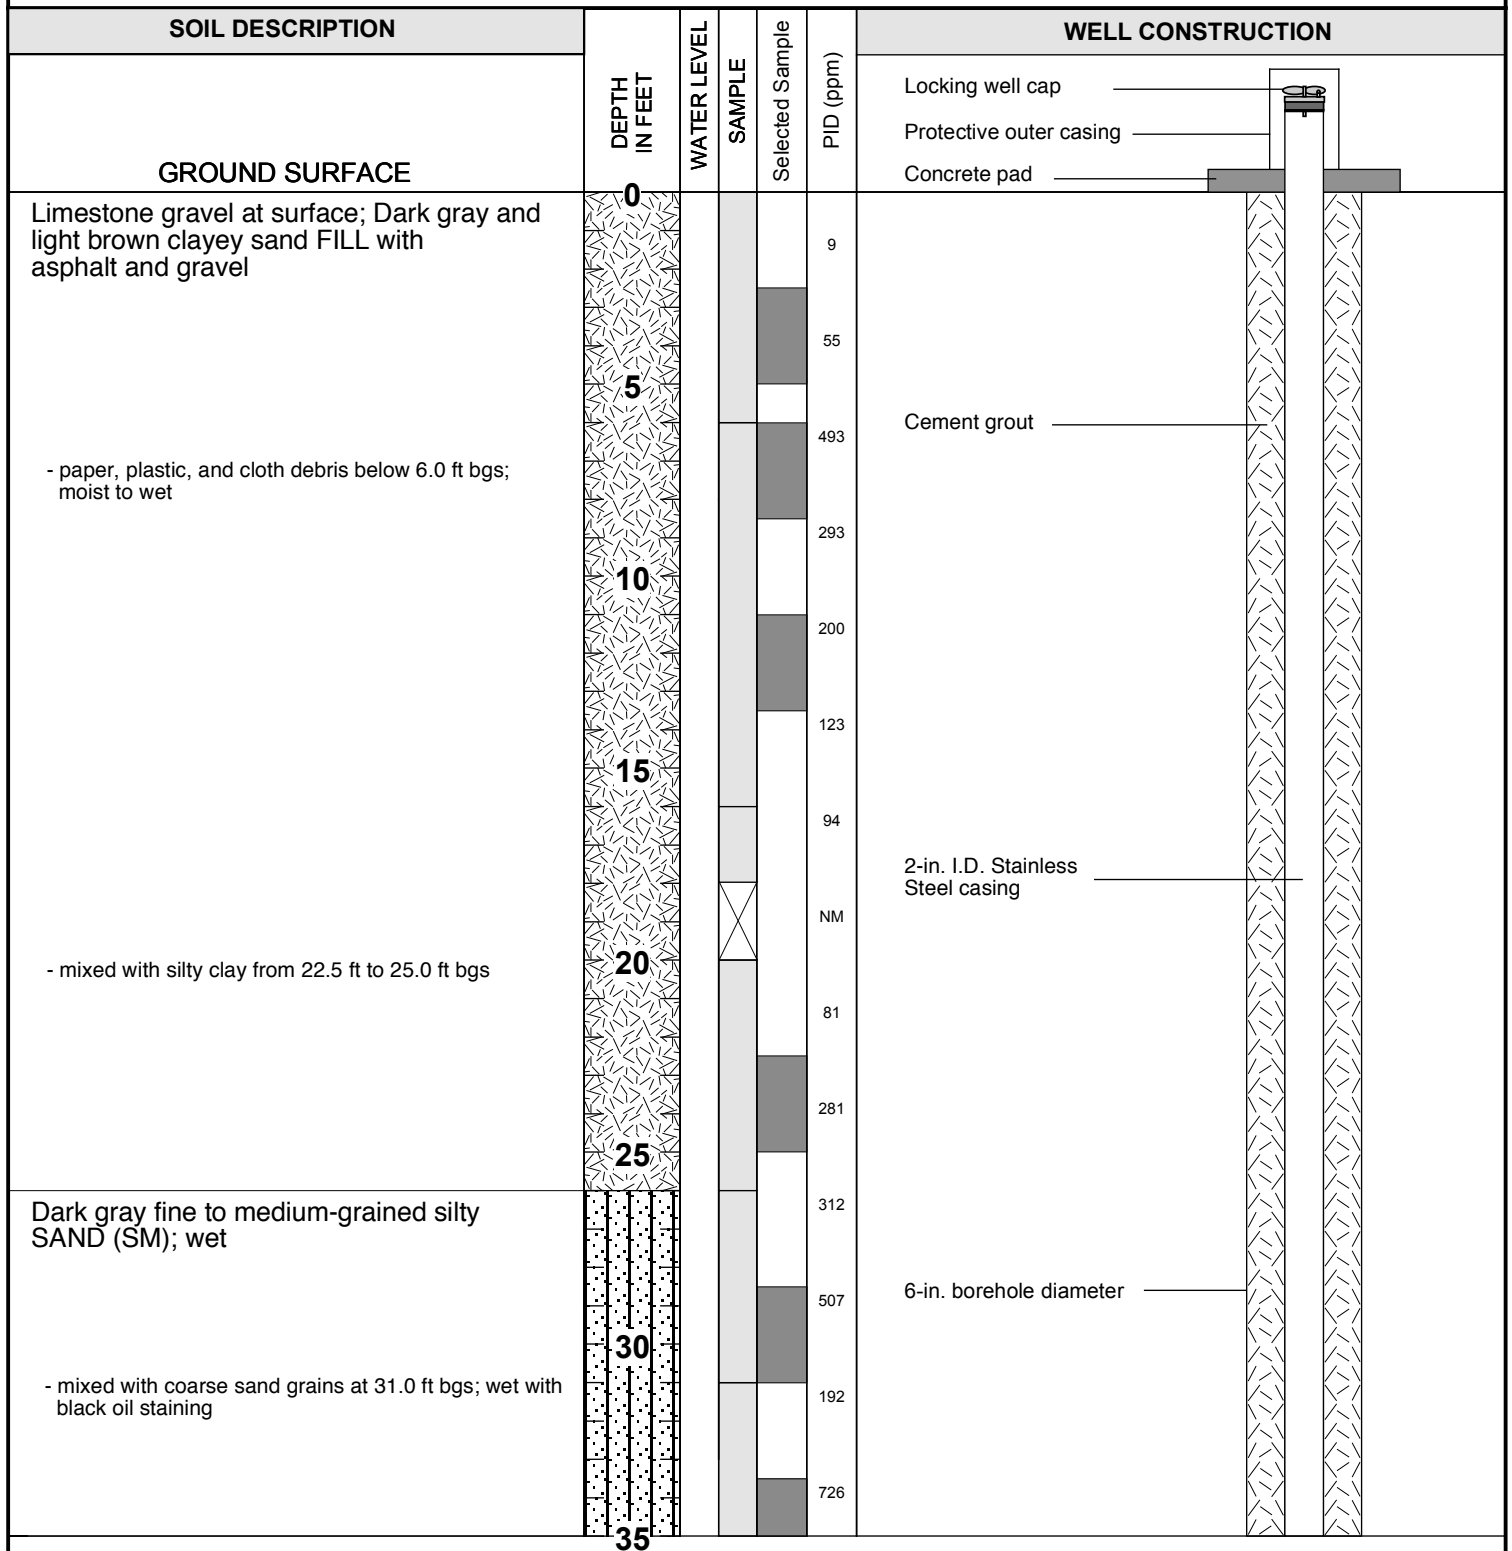 SOIL DESCRIPTION
DEPTH
IN FEET
WATER LEVEL
SAMPLE
Selected Sample
PID (ppm)
WELL CONSTRUCTION
GROUND SURFACE
Locking well cap
Protective outer casing
Concrete pad
0
Limestone gravel at surface; Dark gray and
light brown clayey sand FILL with
asphalt and gravel
9
55
5
Cement grout
493
- paper, plastic, and cloth debris below 6.0 ft bgs;
moist to wet
293
10
200
123
15
94
2-in. I.D. Stainless
Steel casing
NM
- mixed with silty clay from 22.5 ft to 25.0 ft bgs
20
81
281
25
Dark gray fine to medium-grained silty
SAND (SM); wet
312
507
6-in. borehole diameter
30
- mixed with coarse sand grains at 31.0 ft bgs; wet with
black oil staining
192
726
35